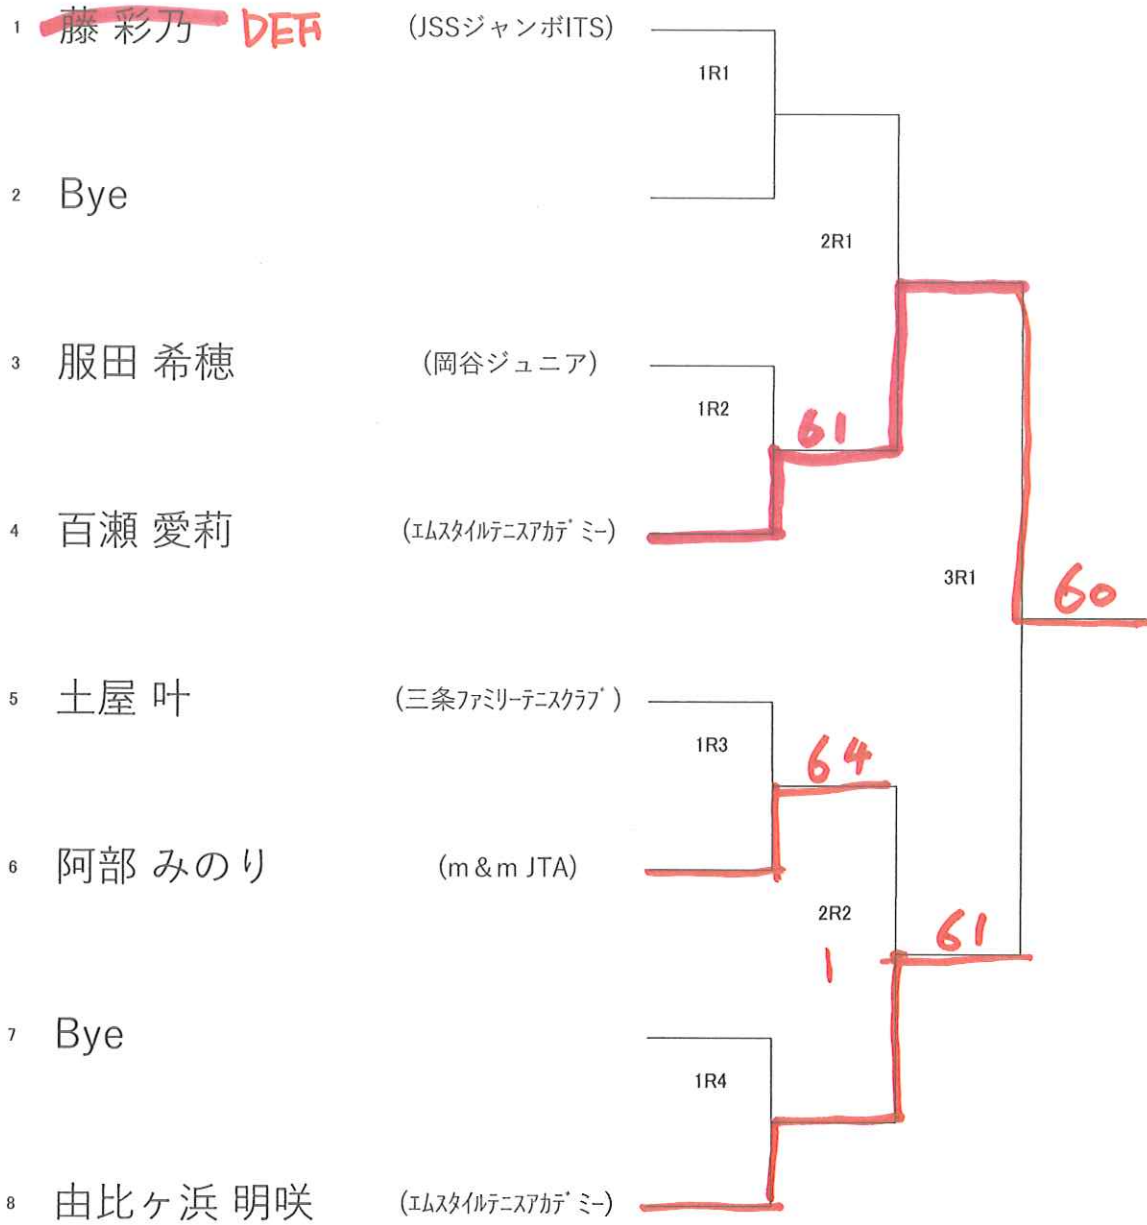 1 藤 彩乃 DEF (JSSジャンボITS)
1R1
2 Bye
2R1
3 服田 希穂 (岡谷ジュニア)
1R2 61
4 百瀬 愛莉 (ｴﾑｽﾀｲﾙﾃﾆｽｱｶﾃﾞﾐｰ)
3R1 60
5 土屋 叶 (三条ﾌｧﾐﾘｰﾃﾆｽｸﾗﾌﾞ)
1R3 64
6 阿部 みのり (m＆m JTA)
2R2 61
1
7 Bye
1R4
8 由比ヶ浜 明咲 (ｴﾑｽﾀｲﾙﾃﾆｽｱｶﾃﾞﾐｰ)